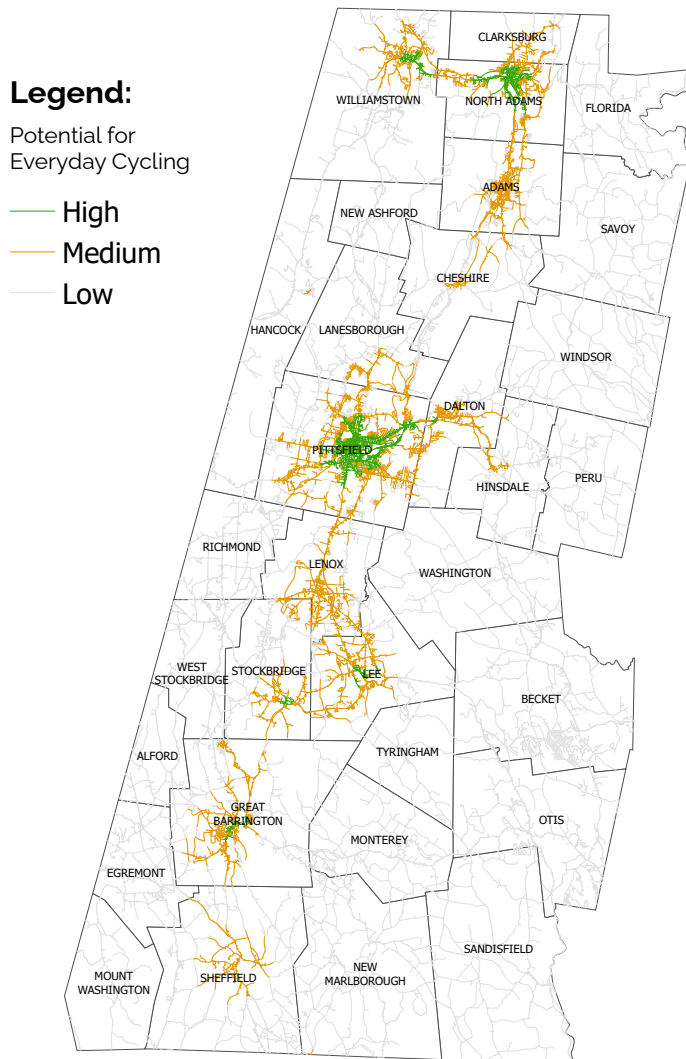 Legend:
Potential for
Everyday Cycling
High
Medium
Low
CLARKSBURG
WILLIAMSTOWN
NORTH ADAMS
FLORIDA
ADAMS
NEW ASHFORD
SAVOY
CHESHIRE
HANCOCK
LANESBOROUGH
WINDSOR
DALTON
PITTSFIELD
HINSDALE
PERU
RICHMOND
LENOX
WASHINGTON
WEST
STOCKBRIDGE
STOCKBRIDGE
LEE
BECKET
ALFORD
TYRINGHAM
GREAT
BARRINGTON
OTIS
MONTEREY
EGREMONT
MOUNT
WASHINGTON
SHEFFIELD
NEW
MARLBOROUGH
SANDISFIELD